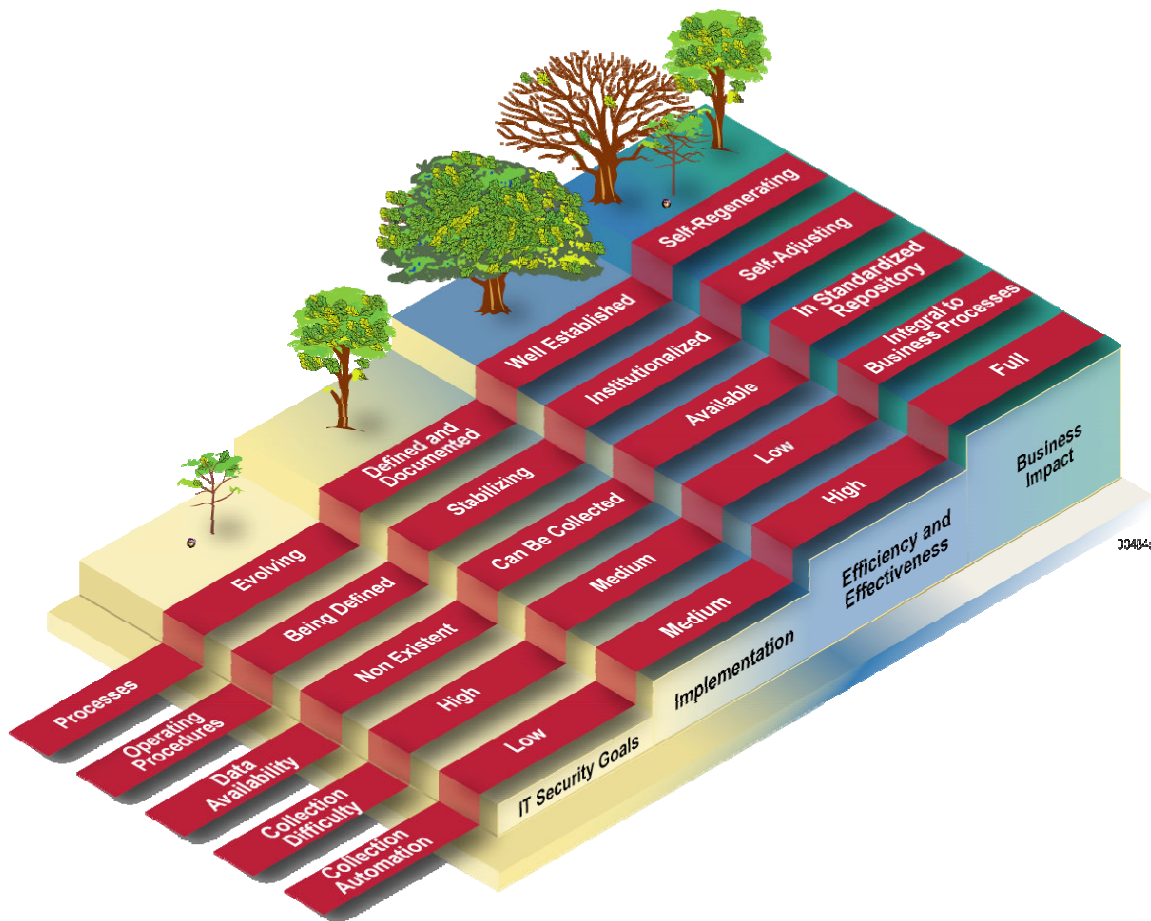 Processes
Evolving
Defined and
Documented
Well Established
Self-Regenerating
Operating
Procedures
Being Defined
Stabilizing
Institutionalized
Self-Adjusting
Data
Availability
Non Existent
Can Be Collected
Available
In Standardized
Repository
Collection
Difficulty
High
Medium
Low
Integral to
Business Processes
Collection
Automation
Low
Medium
High
Full
IT Security Goals
Implementation
Efficiency and
Effectiveness
Business
Impact